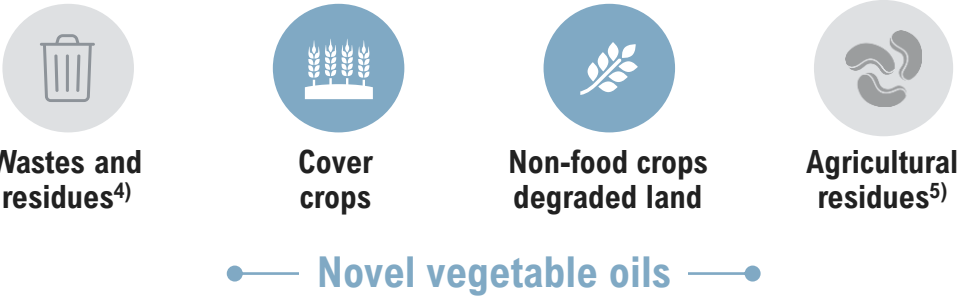 Wastes and
residues4)
Cover
crops
Non-food crops
degraded land
Agricultural
residues5)
Novel vegetable oils